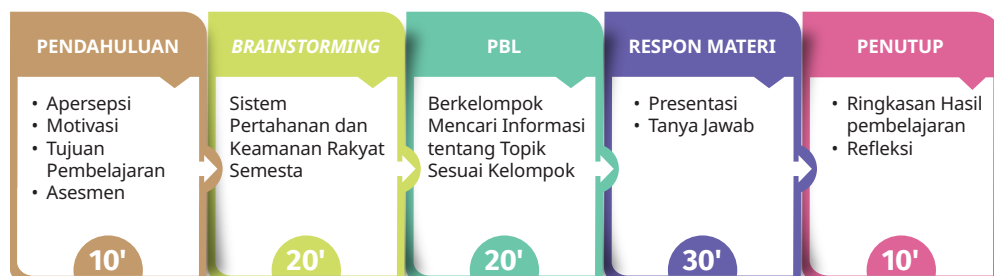 PENDAHULUAN
• Apersepsi
• Motivasi
• Tujuan
Pembelajaran
• Asesmen
10'
BRAINSTORMING
Sistem
Pertahanan dan
Keamanan Rakyat
Semesta
20'
PBL
Berkelompok
Mencari Informasi
tentang Topik
Sesuai Kelompok
20'
RESPON MATERI
• Presentasi
• Tanya Jawab
30'
PENUTUP
• Ringkasan Hasil
pembelajaran
• Refleksi
10'